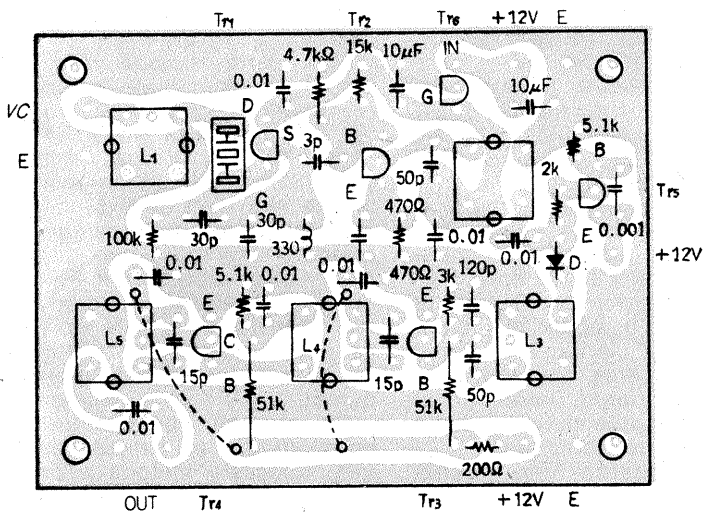 Tr1 Tr2 Tr6 +12V E
15k IN
4.7kΩ 10µF
0.01 10µF
D G
VC
S B 5.1k
3p B
E L1
E 50p 2k
Tr5
G 470Ω
30p E 0.001
100k 30p 330 0.01 0.01
+12V
0.01 5.1k 0.01 0.01 470Ω 3k 120p D
E E
L5 C L4 L3
15p B 15p B 50p
51k 51k
0.01
200Ω
OUT Tr4 Tr3 +12V E